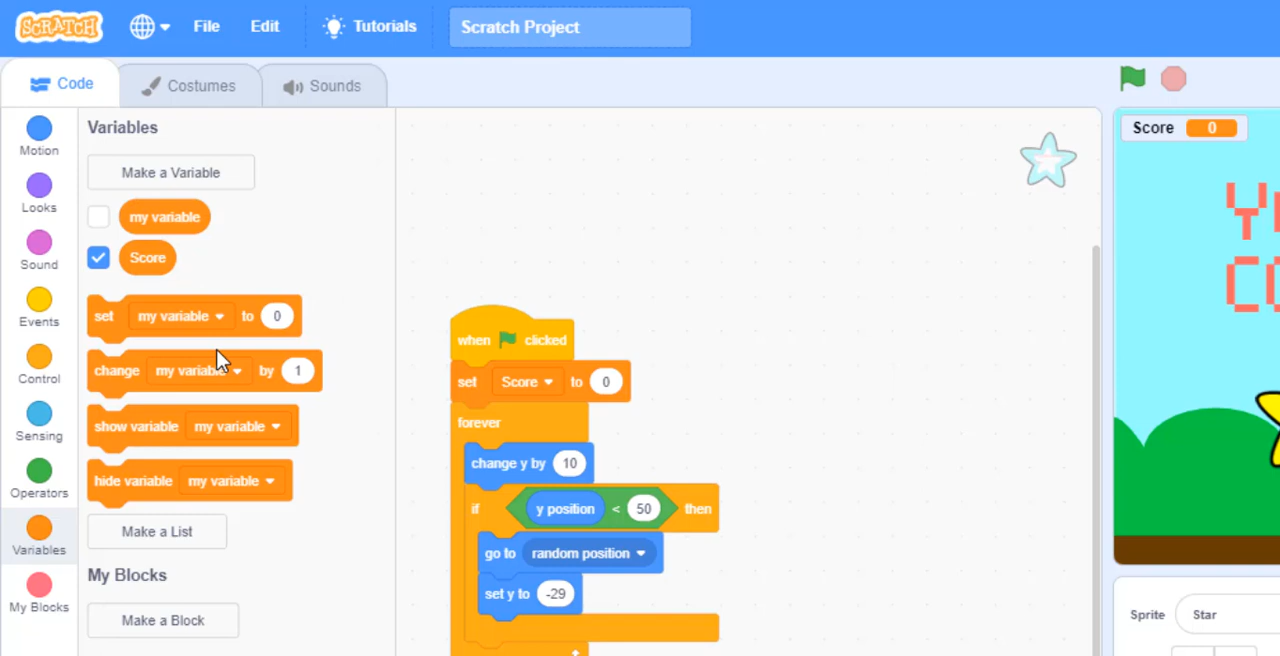 SCRATCH
File
Edit
Tutorials
Scratch Project
Code
Costumes
Sounds
Motion
Looks
Sound
Events
Control
Sensing
Operators
Variables
My Blocks
Variables
Make a Variable
my variable
Score
set my variable to 0
change my variable by 1
show variable my variable
hide variable my variable
Make a List
My Blocks
Make a Block
when clicked
set Score to 0
forever
change y by 10
if y position < 50 then
go to random position
set y to -29
Score 0
Sprite Star